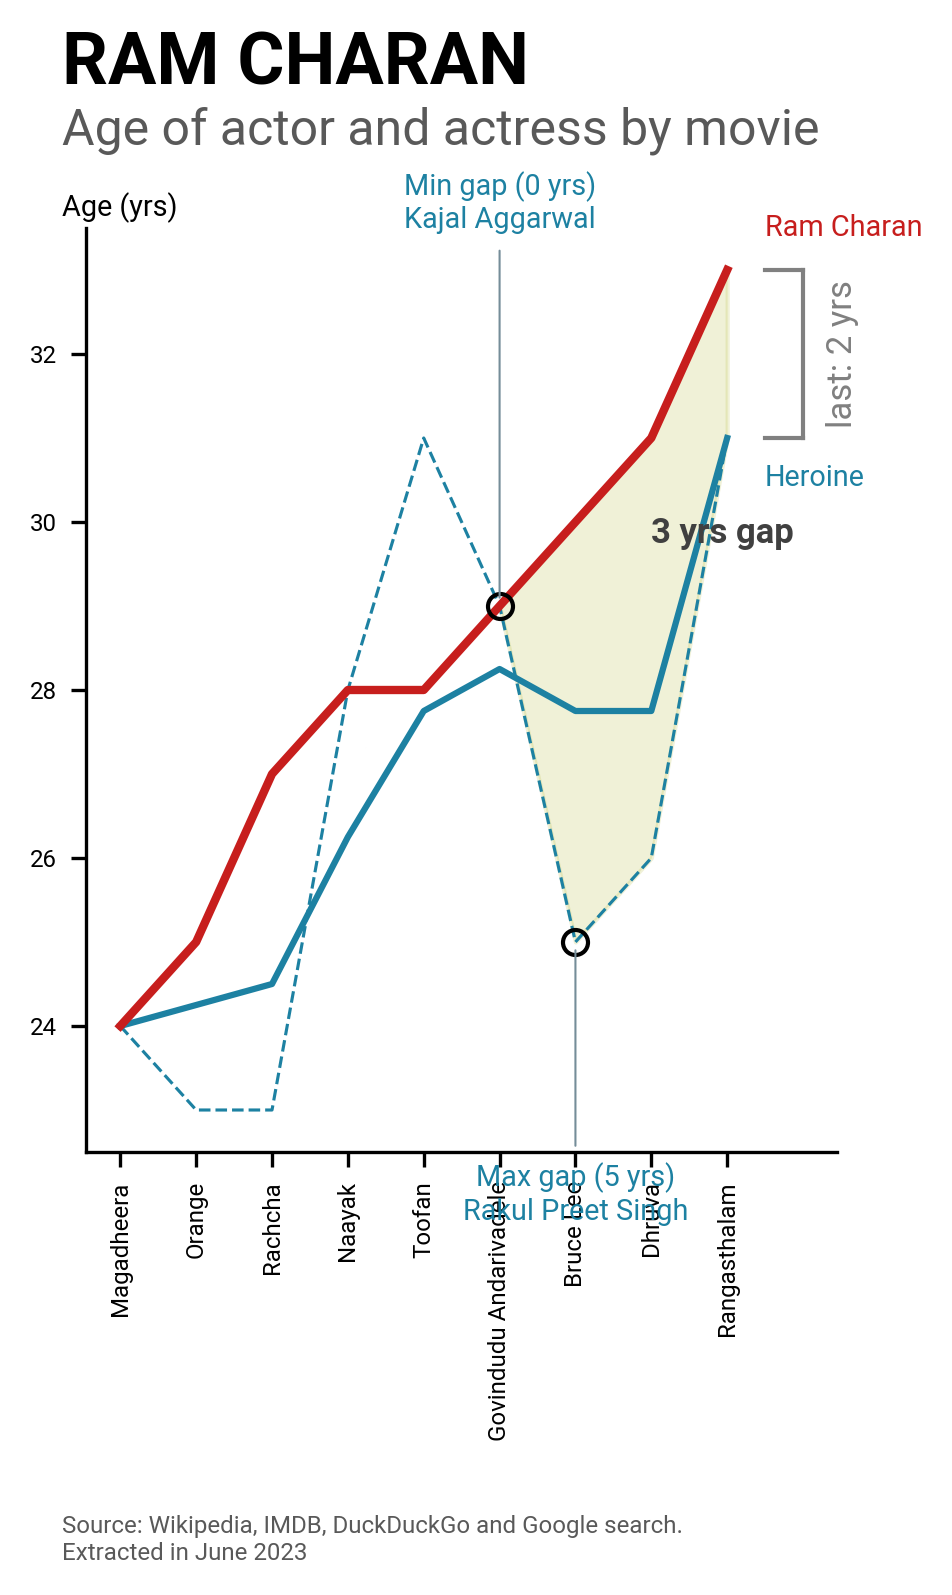 RAM CHARAN
Age of actor and actress by movie
Min gap (0 yrs)
Kajal Aggarwal
Age (yrs)
Ram Charan
last: 2 yrs
Heroine
3 yrs gap
32
30
28
26
24
Max gap (5 yrs)
Rakul Preet Singh
Magadheera
Orange
Rachcha
Naayak
Toofan
Govindudu Andarivadele
Bruce Lee
Dhruva
Rangasthalam
Source: Wikipedia, IMDB, DuckDuckGo and Google search.
Extracted in June 2023